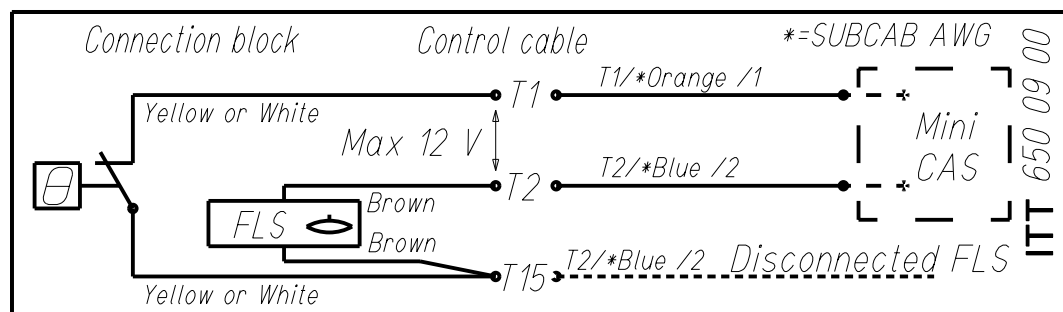 Connection block
Control cable
*=SUBCAB AWG
T1
T1/*Orange /1
Yellow or White
Max 12 V
Mini
CAS
θ
T2
T2/*Blue /2
Brown
FLS
Brown
T15
T2/*Blue /2
Disconnected FLS
Yellow or White
ITT 650 09 00